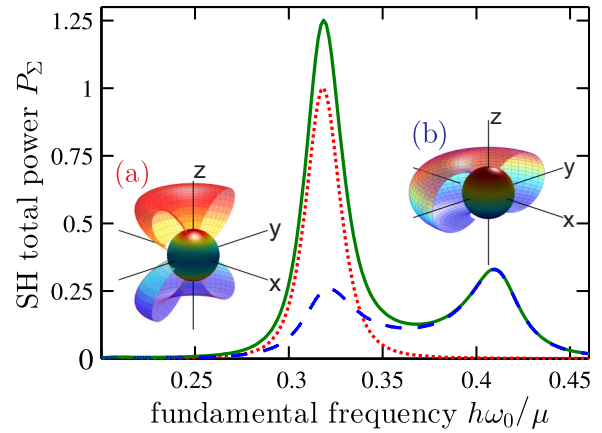 SH total power P_Σ
1.25
1
0.75
0.5
0.25
0
(a)
z
y
x
(b)
z
y
x
0.25
0.3
0.35
0.4
0.45
fundamental frequency hω₀/μ